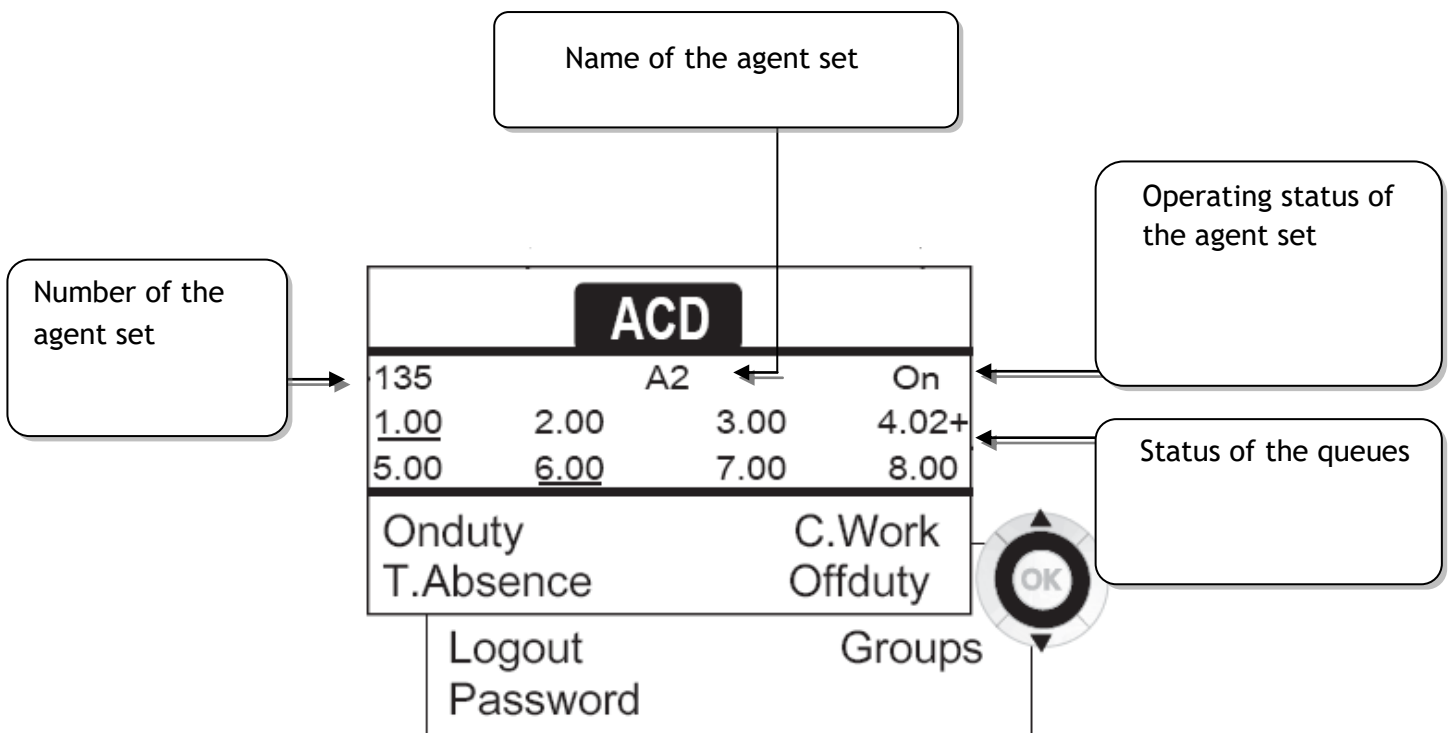 Name of the agent set
Operating status of
the agent set
Number of the
agent set
ACD
135 A2 On
1.00 2.00 3.00 4.02+
5.00 6.00 7.00 8.00
Status of the queues
Onduty C.Work
T.Absence Offduty
OK
Logout Groups
Password